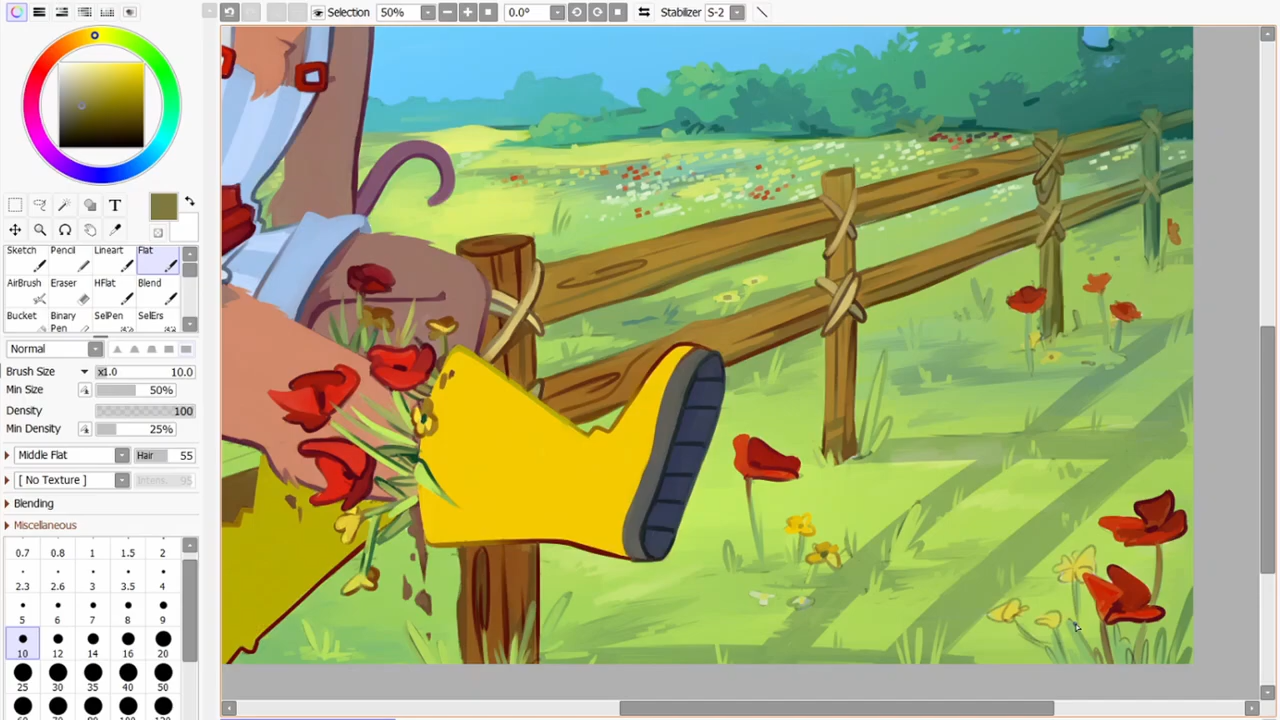 Selection 50% 0.0° Stabilizer S-2
T
Sketch Pencil Lineart Flat
AirBrush Eraser HFlat Blend
Bucket Binary Pen SelPen SelErs
Normal
Brush Size x1.0 10.0
Min Size 50%
Density 100
Min Density 25%
Middle Flat Hair 55
[ No Texture ] Intens. 95
Blending
Miscellaneous
0.7 0.8 1 1.5 2
2.3 2.6 3 3.5 4
5 6 7 8 9
10 12 14 16 20
25 30 35 40 50